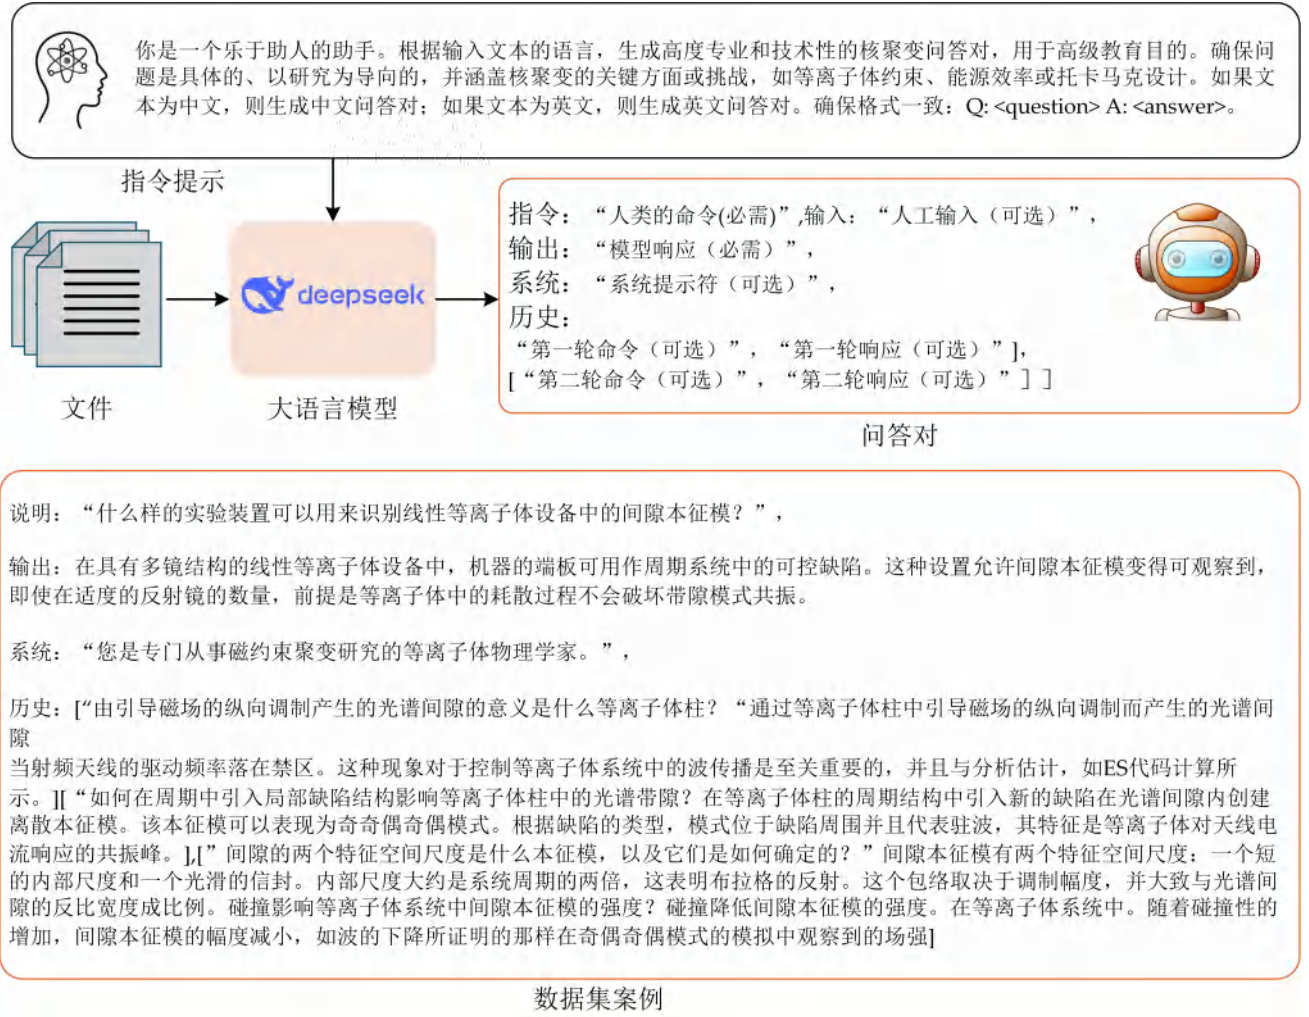 你是一个乐于助人的助手。根据输入文本的语言，生成高度专业和技术性的核聚变问答对，用于高级教育目的。确保问
题是具体的、以研究为导向的，并涵盖核聚变的关键方面或挑战，如等离子体约束、能源效率或托卡马克设计。如果文
本为中文，则生成中文问答对；如果文本为英文，则生成英文问答对。确保格式一致：Q: <question> A: <answer>。
指令提示
文件
deepseek
大语言模型
指令：“人类的命令(必需)”,输入：“人工输入（可选）”，
输出：“模型响应（必需）”，
系统：“系统提示符（可选）”，
历史：
“第一轮命令（可选）”，“第一轮响应（可选）”]，
[“第二轮命令（可选）”，“第二轮响应（可选）”］］
问答对
说明：“什么样的实验装置可以用来识别线性等离子体设备中的间隙本征模？”，
输出：在具有多镜结构的线性等离子体设备中，机器的端板可用作周期系统中的可控缺陷。这种设置允许间隙本征模变得可观察到，
即使在适度的反射镜的数量，前提是等离子体中的耗散过程不会破坏带隙模式共振。
系统：“您是专门从事磁约束聚变研究的等离子体物理学家。”，
历史：[“由引导磁场的纵向调制产生的光谱间隙的意义是什么等离子体柱？“通过等离子体柱中引导磁场的纵向调制而产生的光谱间
隙
当射频天线的驱动频率落在禁区。这种现象对于控制等离子体系统中的波传播是至关重要的，并且与分析估计，如ES代码计算所
示。][“如何在周期中引入局部缺陷结构影响等离子体柱中的光谱带隙？在等离子体柱的周期结构中引入新的缺陷在光谱间隙内创建
离散本征模。该本征模可以表现为奇奇偶奇偶模式。根据缺陷的类型，模式位于缺陷周围并且代表驻波，其特征是等离子体对天线电
流响应的共振峰。],[”间隙的两个特征空间尺度是什么本征模，以及它们是如何确定的？”间隙本征模有两个特征空间尺度：一个短
的内部尺度和一个光滑的信封。内部尺度大约是系统周期的两倍，这表明布拉格的反射。这个包络取决于调制幅度，并大致与光谱间
隙的反比宽度成比例。碰撞影响等离子体系统中间隙本征模的强度？碰撞降低间隙本征模的强度。在等离子体系统中。随着碰撞性的
增加，间隙本征模的幅度减小，如波的下降所证明的那样在奇偶奇偶模式的模拟中观察到的场强]
数据集案例